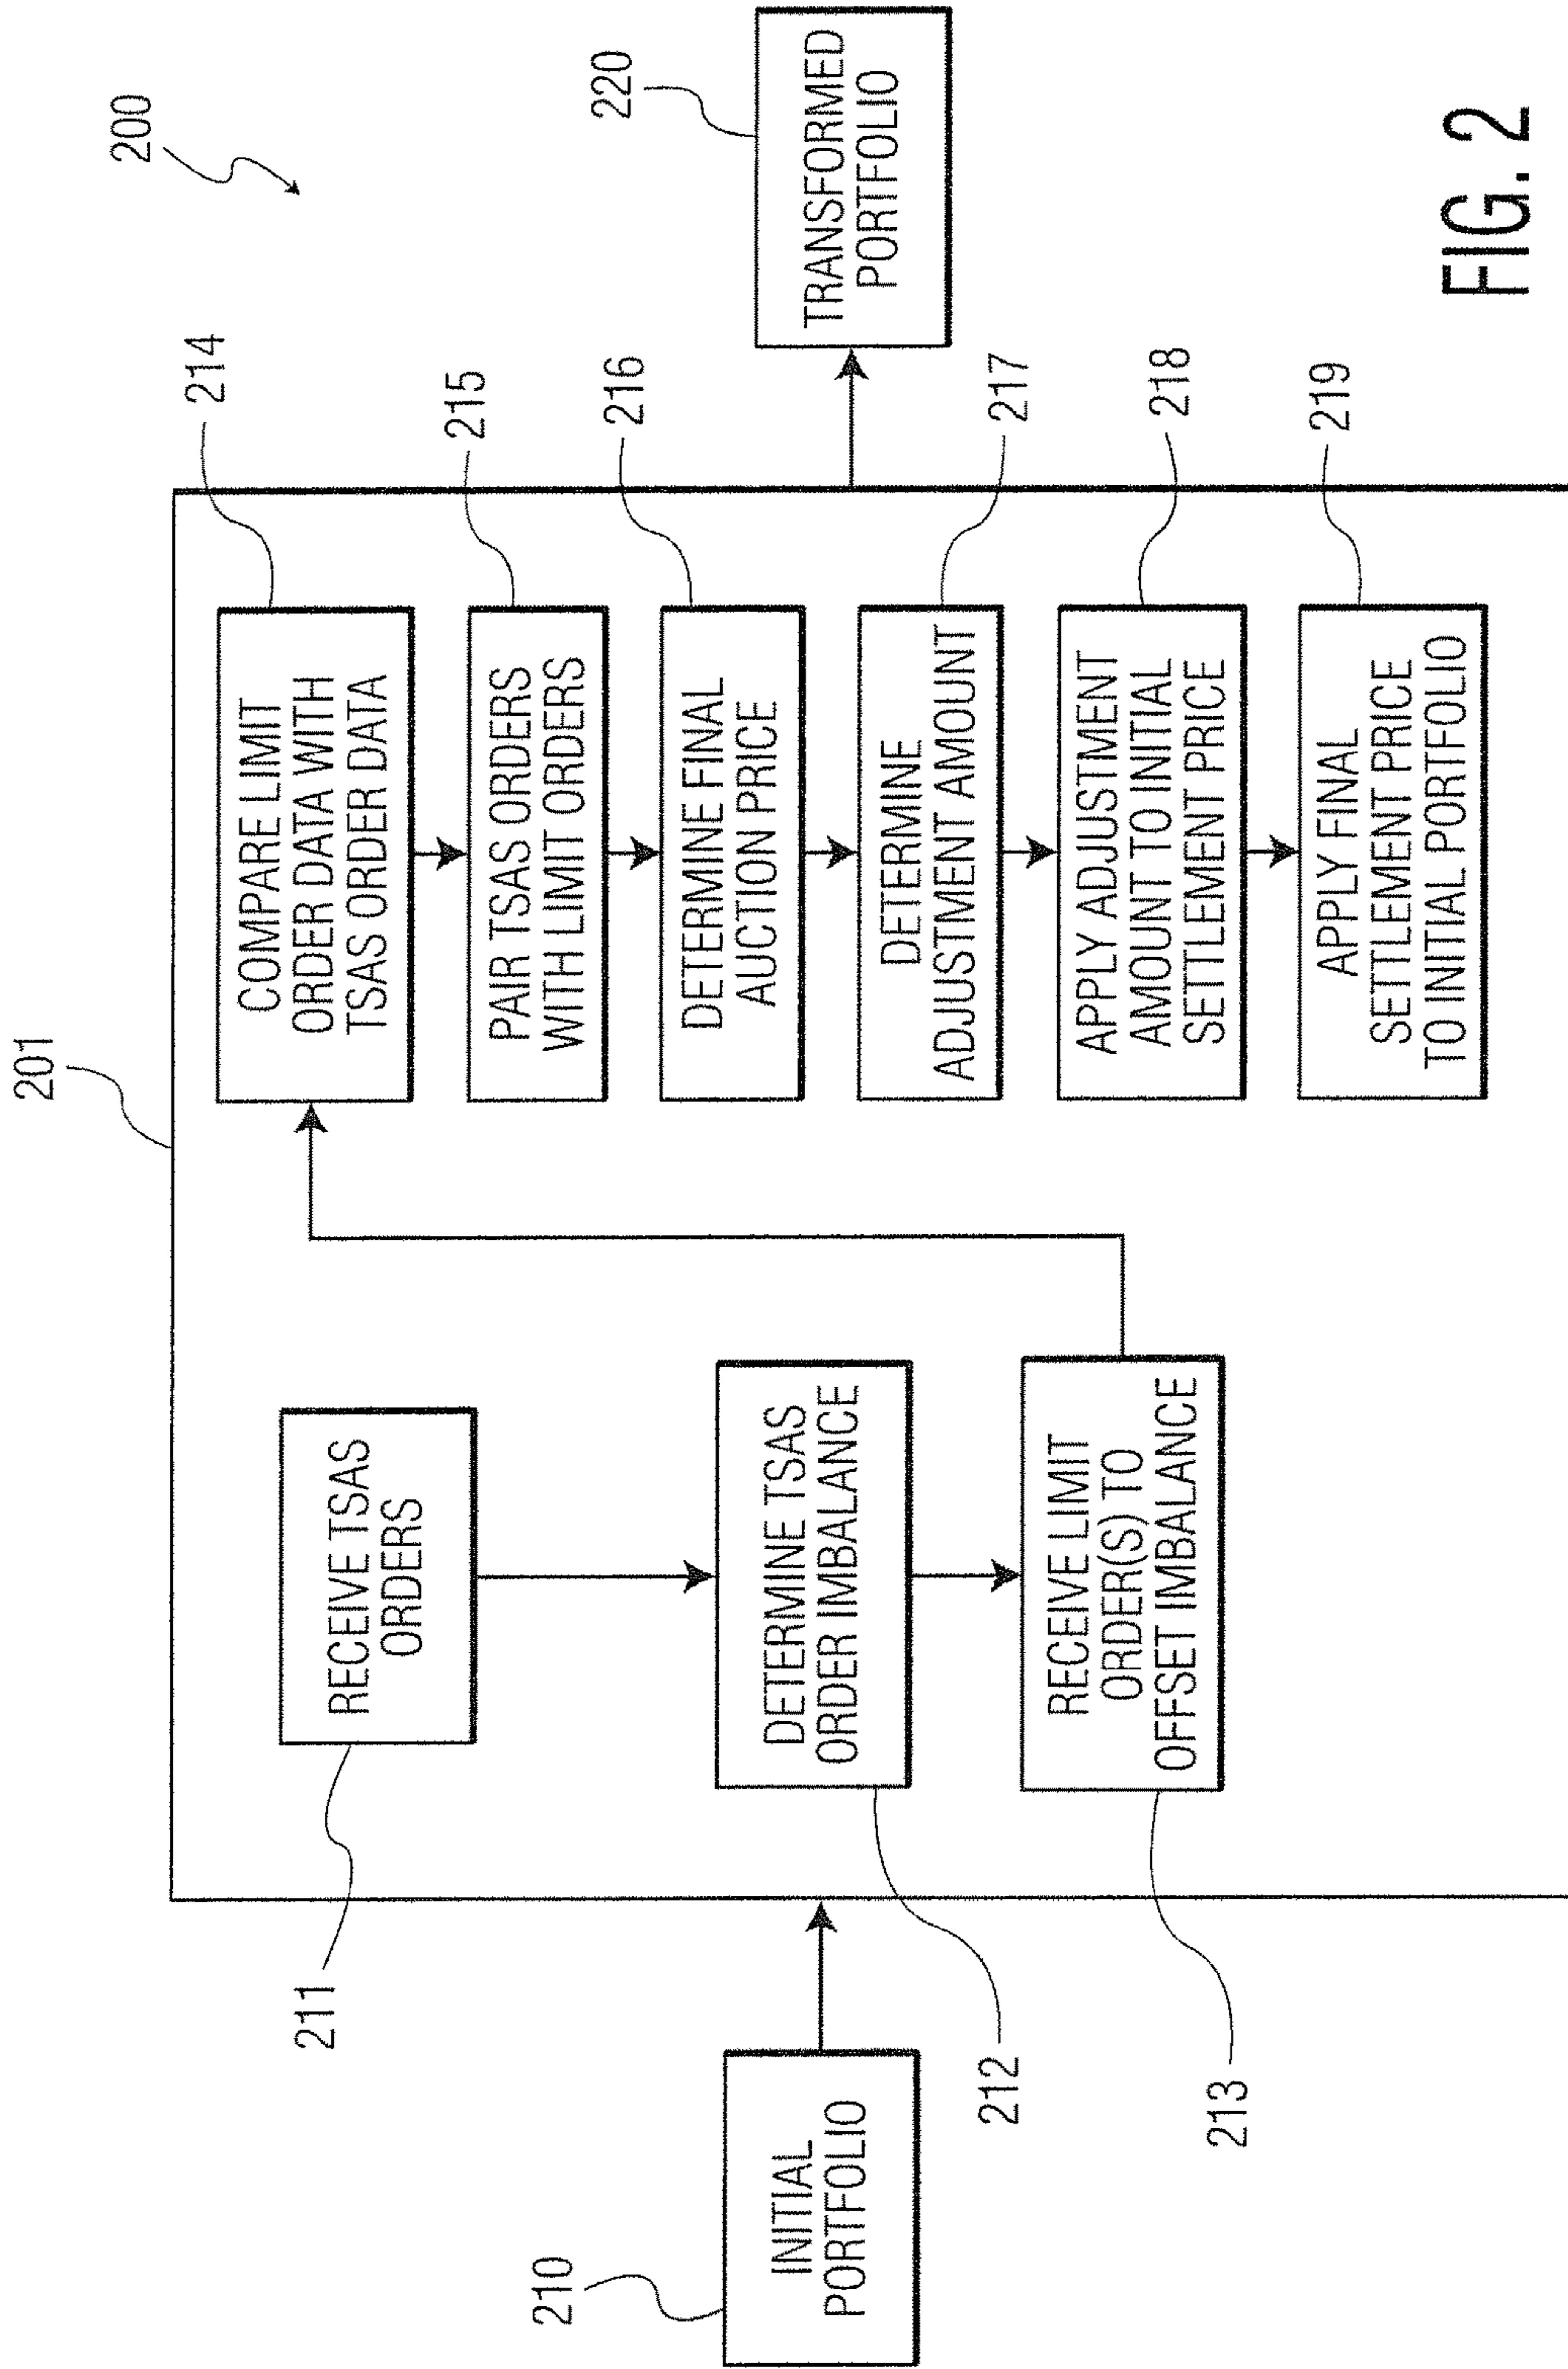 200
201
210
INITIAL
PORTFOLIO
211
RECEIVE TSAS
ORDERS
212
DETERMINE TSAS
ORDER IMBALANCE
213
RECEIVE LIMIT
ORDER(S) TO
OFFSET IMBALANCE
214
COMPARE LIMIT
ORDER DATA WITH
TSAS ORDER DATA
215
PAIR TSAS ORDERS
WITH LIMIT ORDERS
216
DETERMINE FINAL
AUCTION PRICE
217
DETERMINE
ADJUSTMENT AMOUNT
218
APPLY ADJUSTMENT
AMOUNT TO INITIAL
SETTLEMENT PRICE
219
APPLY FINAL
SETTLEMENT PRICE
TO INITIAL PORTFOLIO
220
TRANSFORMED
PORTFOLIO
FIG. 2